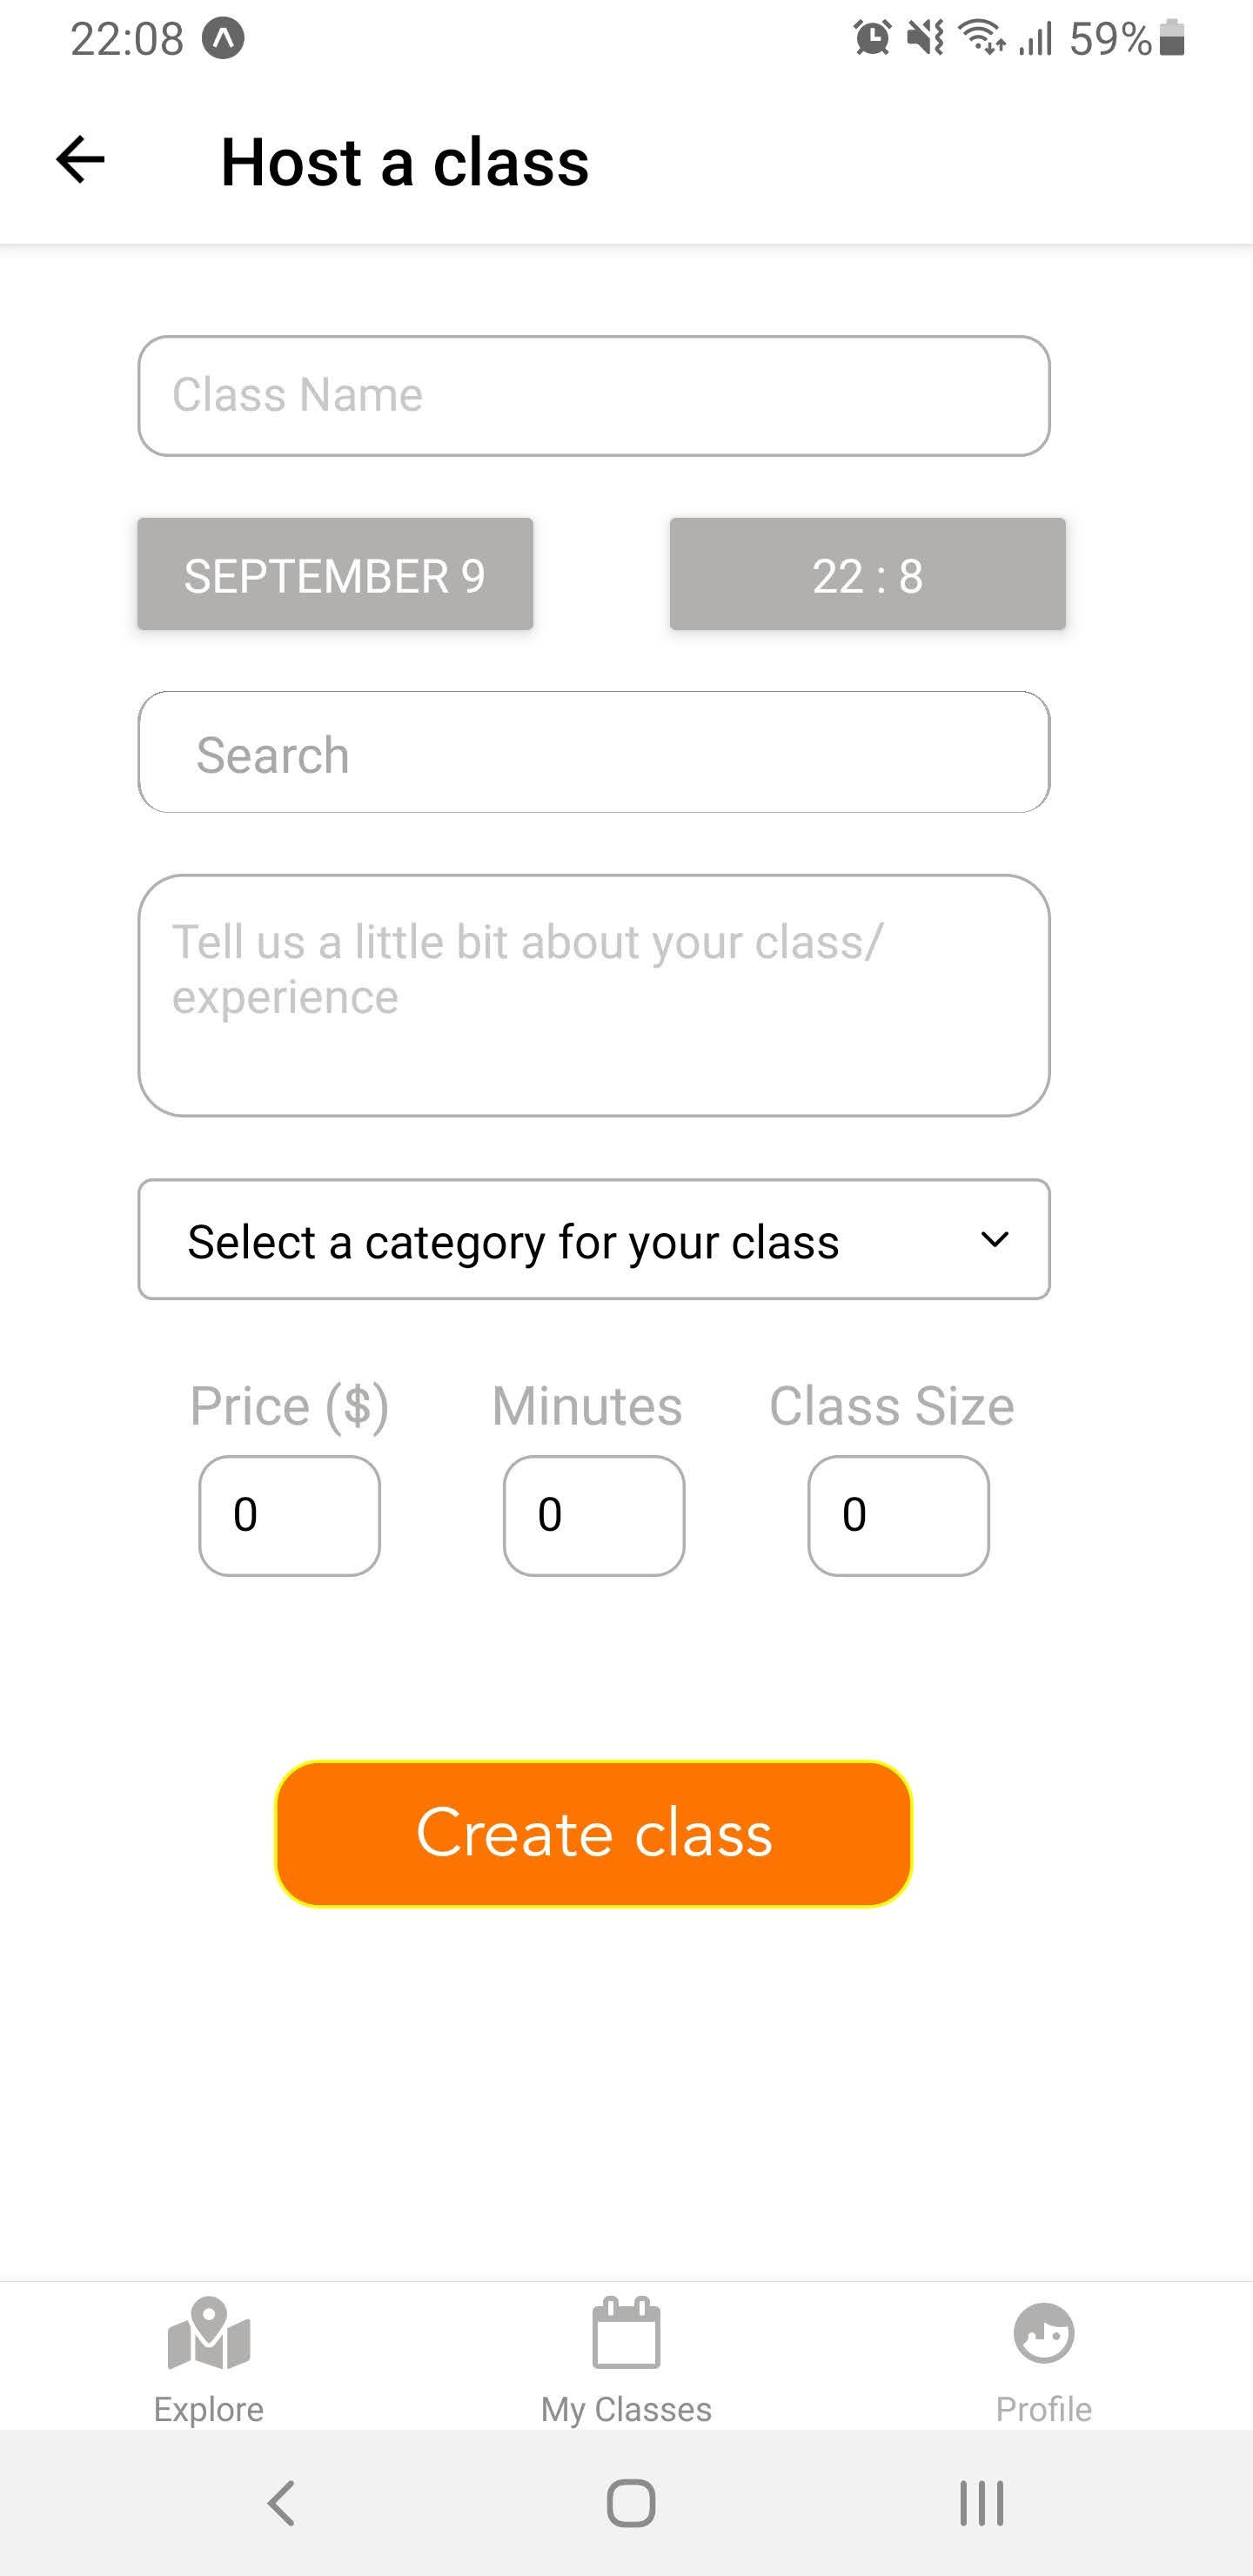 22:08 59%
Host a class
Class Name
SEPTEMBER 9 22 : 8
Search
Tell us a little bit about your class/
experience
Select a category for your class
Price ($) Minutes Class Size
0 0 0
Create class
Explore My Classes Profile